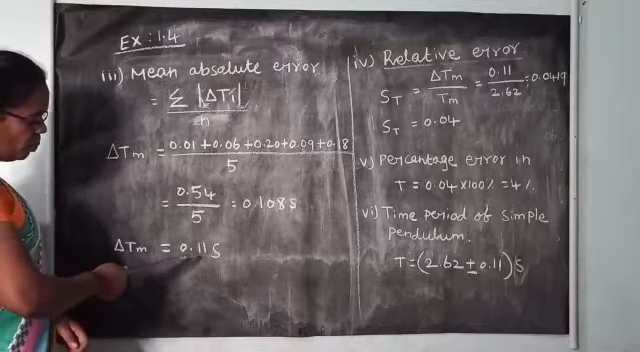 EX : 1.4
iii) Mean absolute error
= Σ |ΔTi| / n
ΔTm = 0.01 + 0.06 + 0.20 + 0.09 + 0.18 / 5
= 0.54 / 5 = 0.108 s
ΔTm = 0.11 s
iv) Relative error
S_T = ΔTm / Tm = 0.11 / 2.62 = 0.0419
S_T = 0.04
v) Percentage error in
T = 0.04 × 100% = 4%
vi) Time Period of simple
Pendulum.
T = (2.62 ± 0.11) s